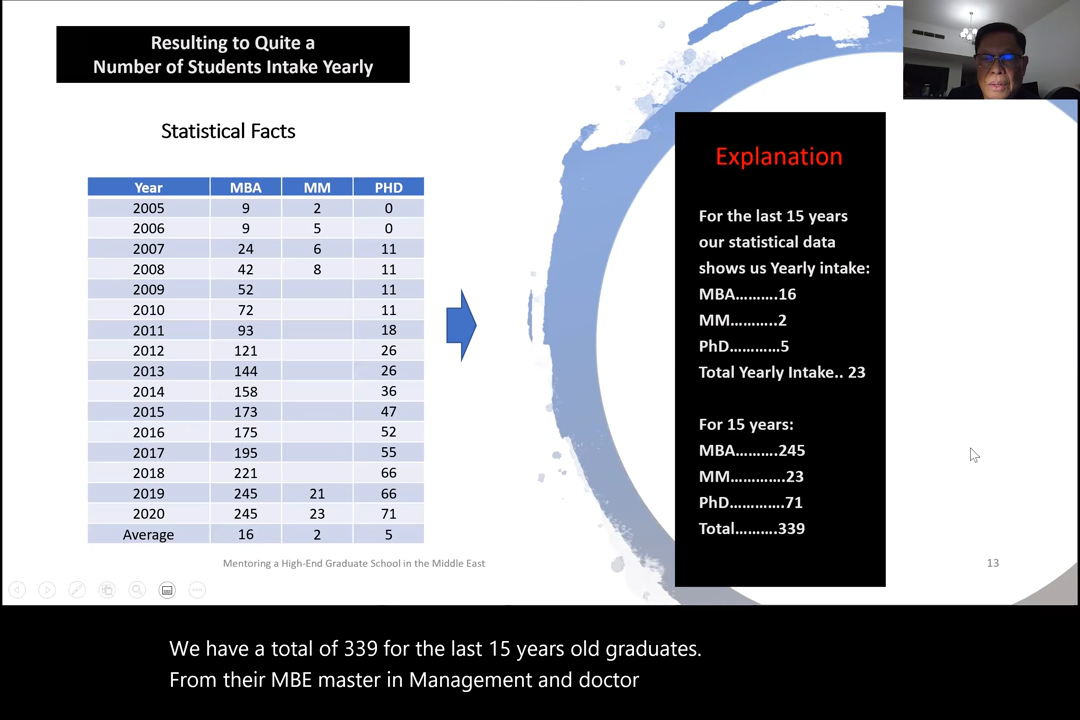 Resulting to Quite a
Number of Students Intake Yearly
Statistical Facts
Year MBA MM PHD
2005 9 2 0
2006 9 5 0
2007 24 6 11
2008 42 8 11
2009 52 11
2010 72 11
2011 93 18
2012 121 26
2013 144 26
2014 158 36
2015 173 47
2016 175 52
2017 195 55
2018 221 66
2019 245 21 66
2020 245 23 71
Average 16 2 5
Explanation
For the last 15 years
our statistical data
shows us Yearly intake:
MBA..........16
MM...........2
PhD............5
Total Yearly Intake.. 23
For 15 years:
MBA..........245
MM.............23
PhD.............71
Total..........339
Mentoring a High-End Graduate School in the Middle East
13
We have a total of 339 for the last 15 years old graduates.
From their MBE master in Management and doctor